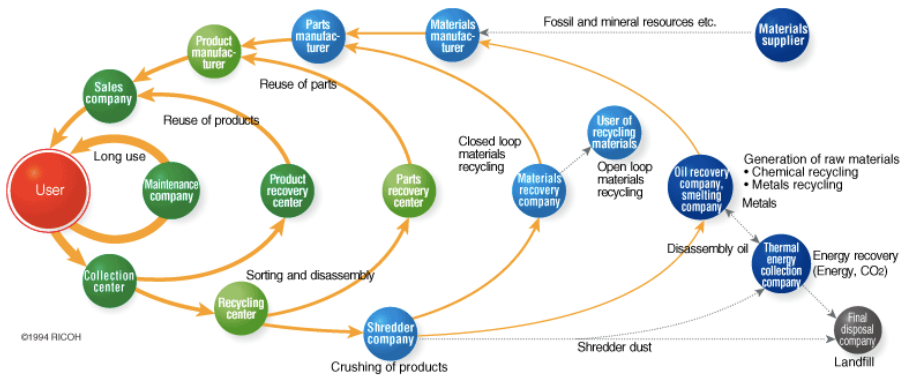 Fossil and mineral resources etc.
Materials
supplier
Materials
manufac-
turer
Parts
manufac-
turer
Product
manufac-
turer
Sales
company
Reuse of parts
Reuse of products
User
Long use
Maintenance
company
Product
recovery
center
Parts
recovery
center
Closed loop
materials
recycling
Materials
recovery
company
User of
recycling
materials
Open loop
materials
recycling
Oil recovery
company,
smelting
company
Generation of raw materials
• Chemical recycling
• Metals recycling
Metals
Disassembly oil
Thermal
energy
collection
company
Energy recovery
(Energy, CO2)
Collection
center
Sorting and disassembly
Recycling
center
Shredder
company
Crushing of products
Shredder dust
Final
disposal
company
Landfill
©1994 RICOH